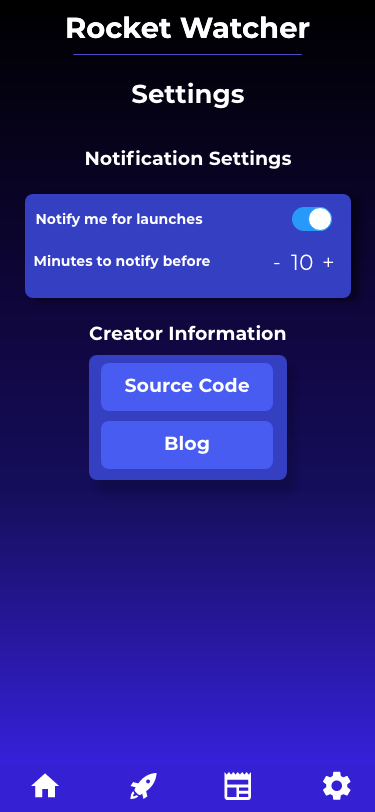 Rocket Watcher
Settings
Notification Settings
Notify me for launches
Minutes to notify before - 10 +
Creator Information
Source Code
Blog